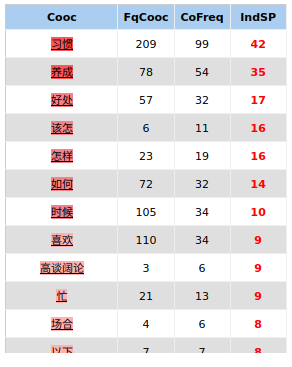 Cooc FqCooc CoFreq IndSP
习惯 209 99 42
养成 78 54 35
好处 57 32 17
该怎 6 11 16
怎样 23 19 16
如何 72 32 14
时候 105 34 10
喜欢 110 34 9
高谈阔论 3 6 9
忙 21 13 9
场合 4 6 8
以下 7 7 8